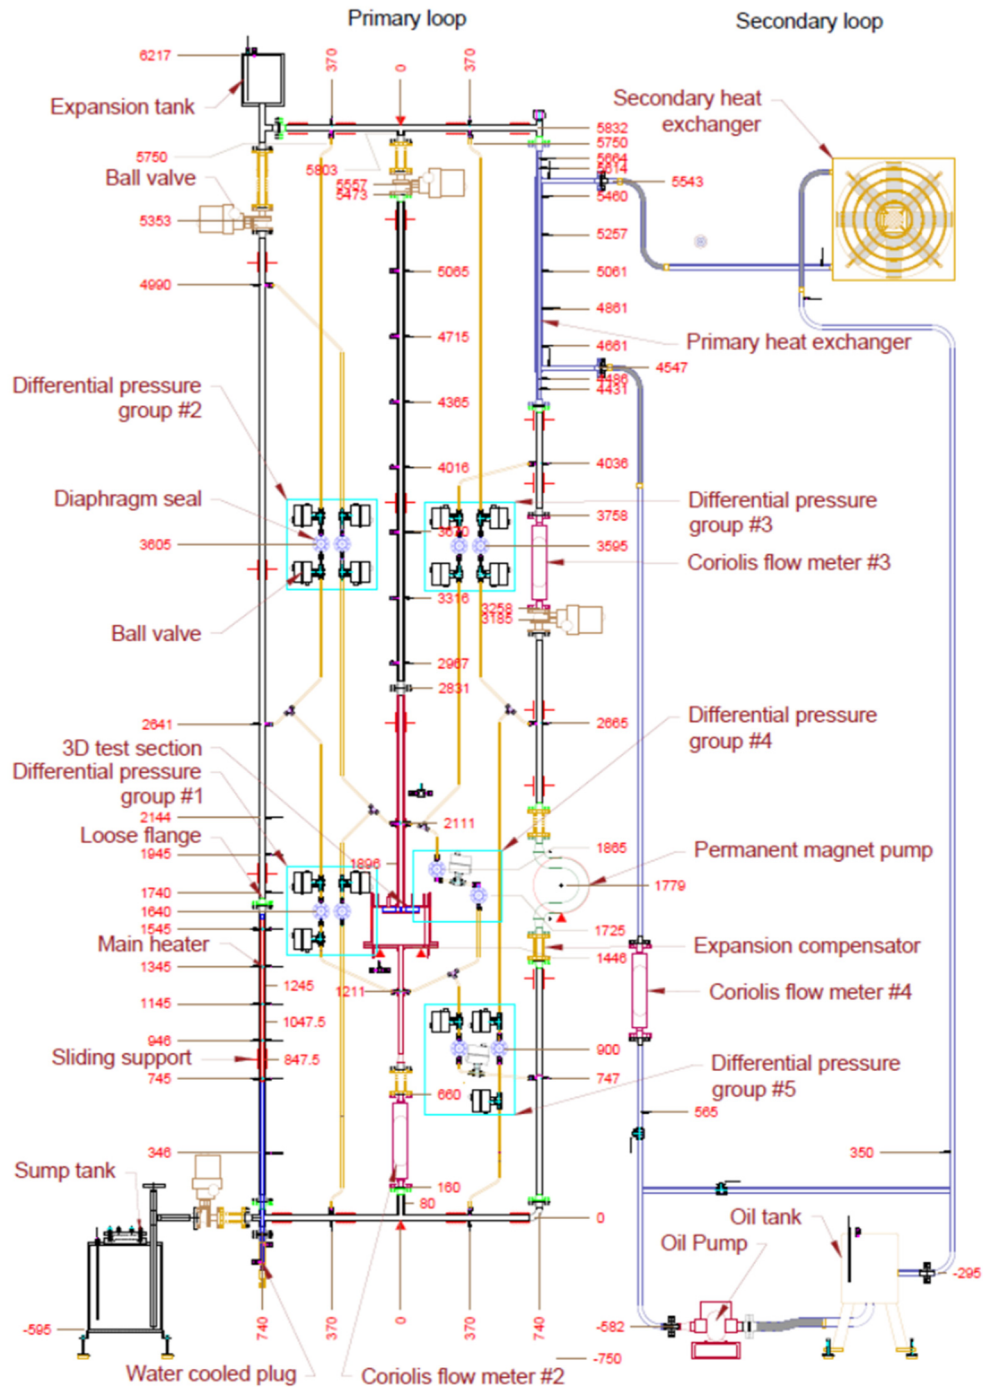 Primary loop
Secondary loop
6217
370
0
370
Expansion tank
Secondary heat
exchanger
5832
5750
5664
5614
5750
5803
Ball valve
5557
5473
5543
5460
5353
5257
5065
5061
4990
4861
4715
4661
Primary heat exchanger
4547
4486
4431
Differential pressure
group #2
4365
4016
4036
Diaphragm seal
3758
Differential pressure
group #3
3605
3595
Coriolis flow meter #3
3316
3258
3185
Ball valve
2967
2831
2641
2665
Differential pressure
group #4
3D test section
Differential pressure
group #1
2144
2111
Loose flange
1945
1896
1865
Permanent magnet pump
1740
1779
1640
1545
1725
Main heater
Expansion compensator
1446
1345
1245
1211
Coriolis flow meter #4
1145
1047.5
946
900
Sliding support
847.5
Differential pressure
group #5
745
747
660
565
346
350
Sump tank
160
80
0
Oil tank
Oil Pump
-295
-595
740
370
0
370
740
-582
-750
Water cooled plug
Coriolis flow meter #2